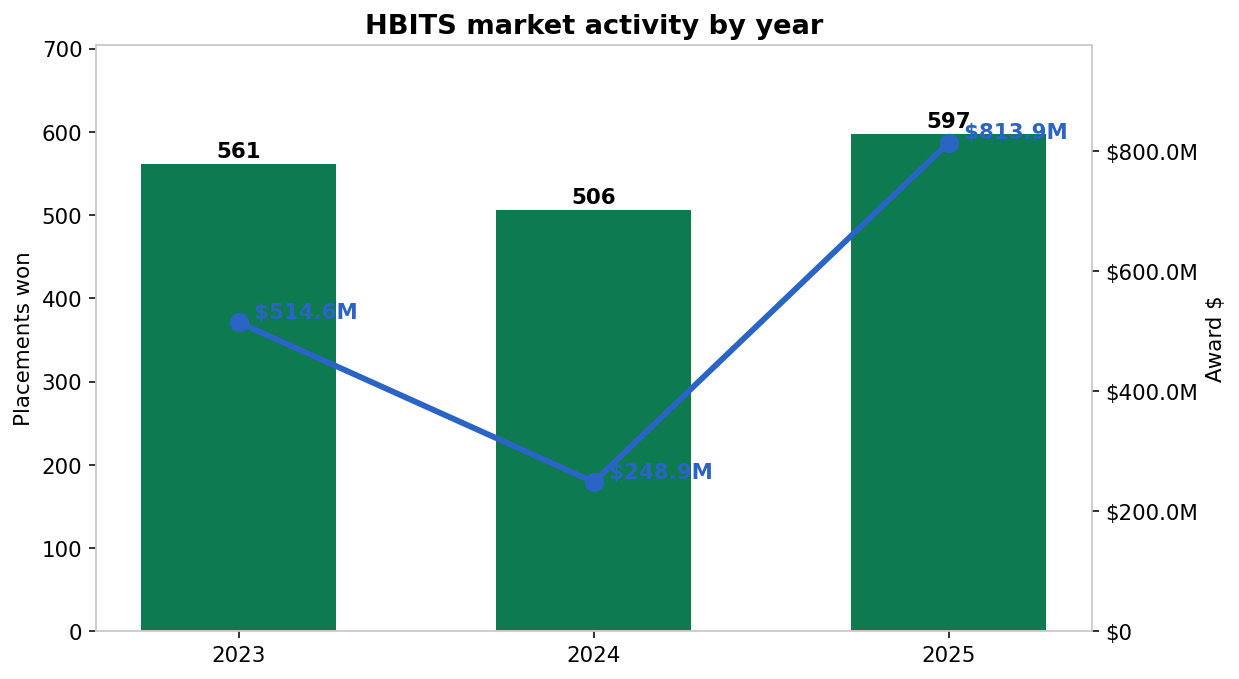 HBITS market activity by year
Placements won
700
600
500
400
300
200
100
0
561
506
597
$514.6M
$248.9M
$813.9M
$800.0M
$600.0M
$400.0M
$200.0M
$0
Award $
2023
2024
2025